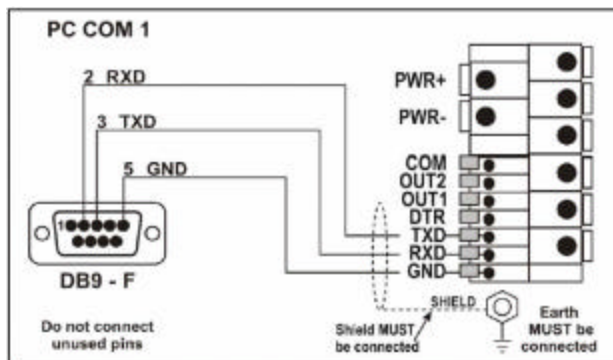 PC COM 1
2 RXD
3 TXD
5 GND
1
DB9 - F
Do not connect
unused pins
PWR+
PWR-
COM
OUT2
OUT1
DTR
TXD
RXD
GND
SHIELD
Shield MUST
be connected
Earth
MUST be
connected